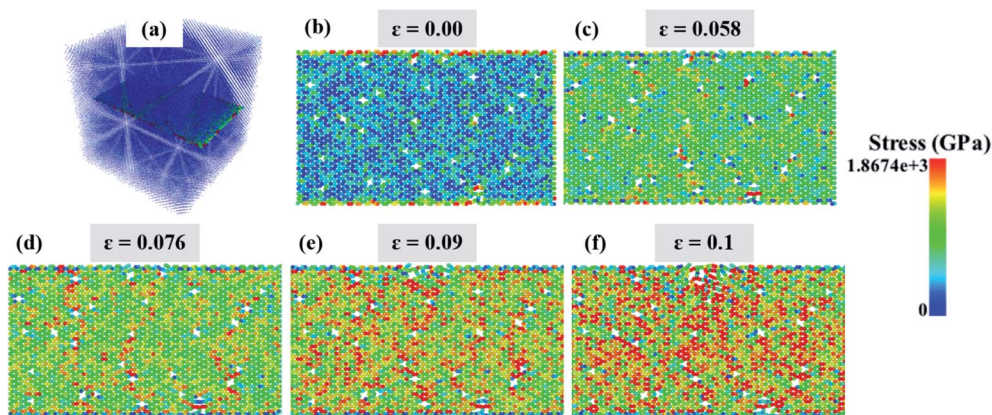 (a)
(b)
ε = 0.00
(c)
ε = 0.058
Stress (GPa)
1.8674e+3
0
(d)
ε = 0.076
(e)
ε = 0.09
(f)
ε = 0.1